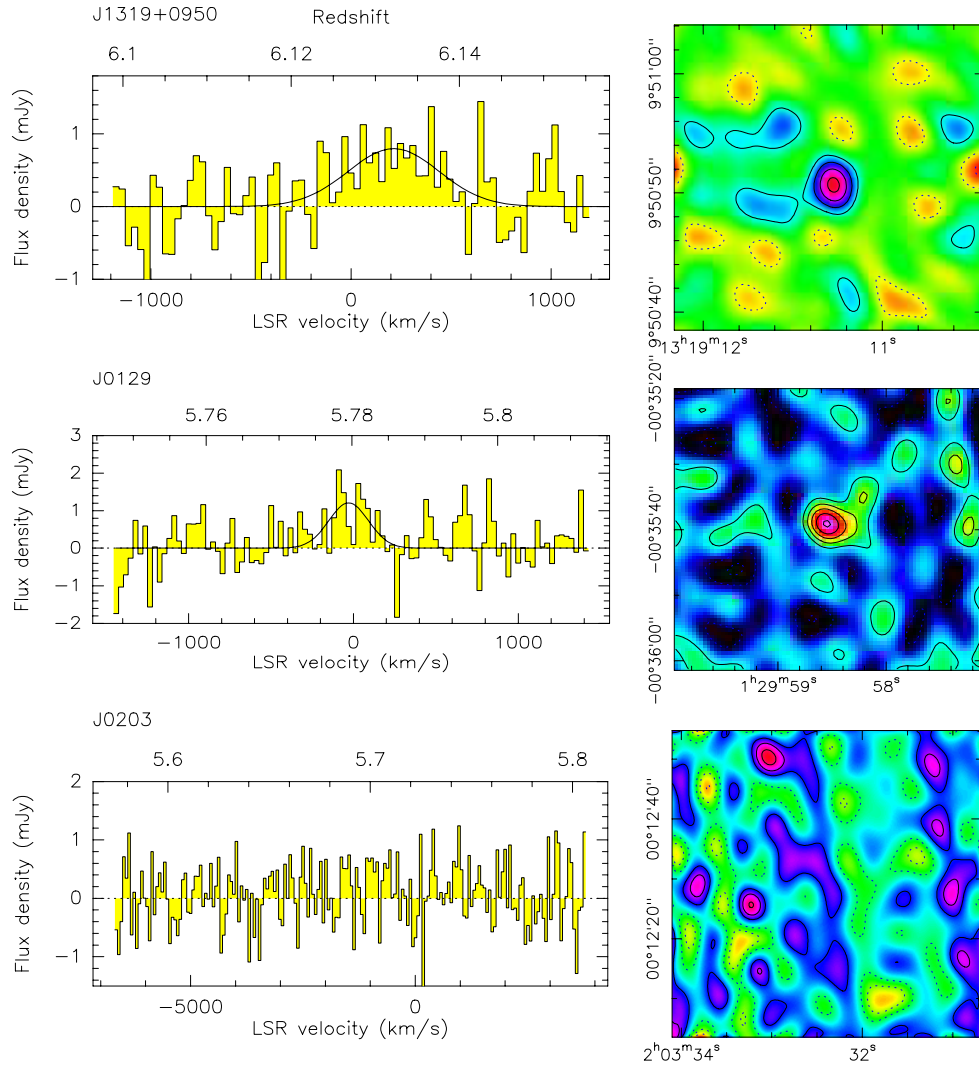 J1319+0950 Redshift
6.1 6.12 6.14
Flux density (mJy)
1
0
−1
−1000 0 1000
LSR velocity (km/s)
9°51'00''
9°50'50''
9°50'40''
13ʰ19ᵐ12ˢ 11ˢ
J0129
5.76 5.78 5.8
Flux density (mJy)
3
2
1
0
−1
−2
−1000 0 1000
LSR velocity (km/s)
−00°35'20''
−00°35'40''
−00°36'00''
1ʰ29ᵐ59ˢ 58ˢ
J0203
5.6 5.7 5.8
Flux density (mJy)
2
1
0
−1
−5000 0
LSR velocity (km/s)
00°12'40''
00°12'20''
2ʰ03ᵐ34ˢ 32ˢ